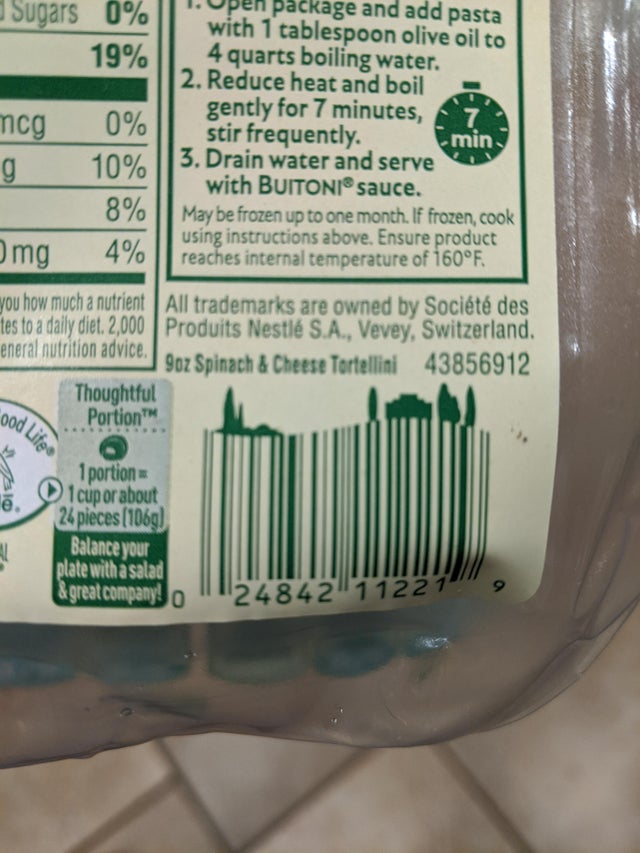 Sugars 0%
19%
mcg 0%
g 10%
8%
0mg 4%
you how much a nutrient
tes to a daily diet. 2,000
eneral nutrition advice.
1. Open package and add pasta
with 1 tablespoon olive oil to
4 quarts boiling water.
2. Reduce heat and boil
gently for 7 minutes,
stir frequently.
3. Drain water and serve
with BUITONI® sauce.
7
min
May be frozen up to one month. If frozen, cook
using instructions above. Ensure product
reaches internal temperature of 160°F.
All trademarks are owned by Société des
Produits Nestlé S.A., Vevey, Switzerland.
9oz Spinach & Cheese Tortellini 43856912
ood Life®
lé®
Thoughtful
Portion™
1 portion =
1 cup or about
24 pieces (106g)
Balance your
plate with a salad
& great company!
0 24842 11221 9